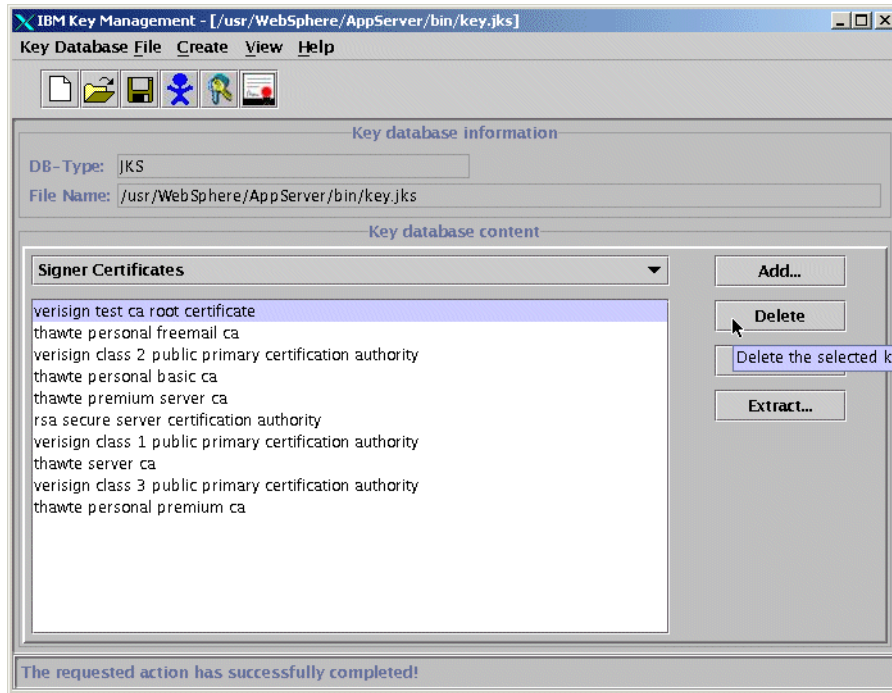 IBM Key Management - [/usr/WebSphere/AppServer/bin/key.jks]
Key Database File Create View Help
Key database information
DB-Type: JKS
File Name: /usr/WebSphere/AppServer/bin/key.jks
Key database content
Signer Certificates
Add...
verisign test ca root certificate
Delete
thawte personal freemail ca
verisign class 2 public primary certification authority
Delete the selected k
thawte personal basic ca
thawte premium server ca
Extract...
rsa secure server certification authority
verisign class 1 public primary certification authority
thawte server ca
verisign class 3 public primary certification authority
thawte personal premium ca
The requested action has successfully completed!